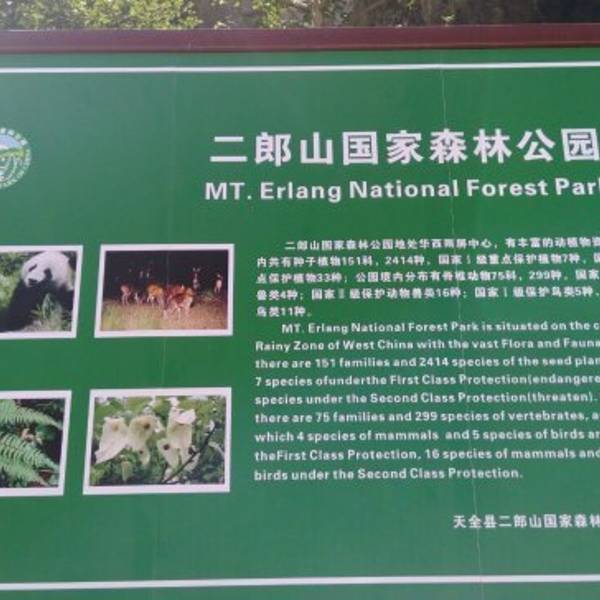 二郎山国家森林公园
MT. Erlang National Forest Park
二郎山国家森林公园地处华西雨屏中心，有丰富的动植物资
内共有种子植物151科，2414种，国家Ⅰ级重点保护植物7种，国
点保护植物33种；公园境内分布有脊椎动物75科，299种，国家
兽类4种；国家Ⅱ级保护动物兽类16种；国家Ⅰ级保护鸟类5种，
鸟类11种。
MT. Erlang National Forest Park is situated on the c
Rainy Zone of West China with the vast Flora and Fauna
there are 151 families and 2414 species of the seed plan
7 species ofunderthe First Class Protection(endangere
species under the Second Class Protection(threaten).
there are 75 families and 299 species of vertebrates, a
which 4 species of mammals and 5 species of birds ar
theFirst Class Protection, 16 species of mammals and
birds under the Second Class Protection.
天全县二郎山国家森林